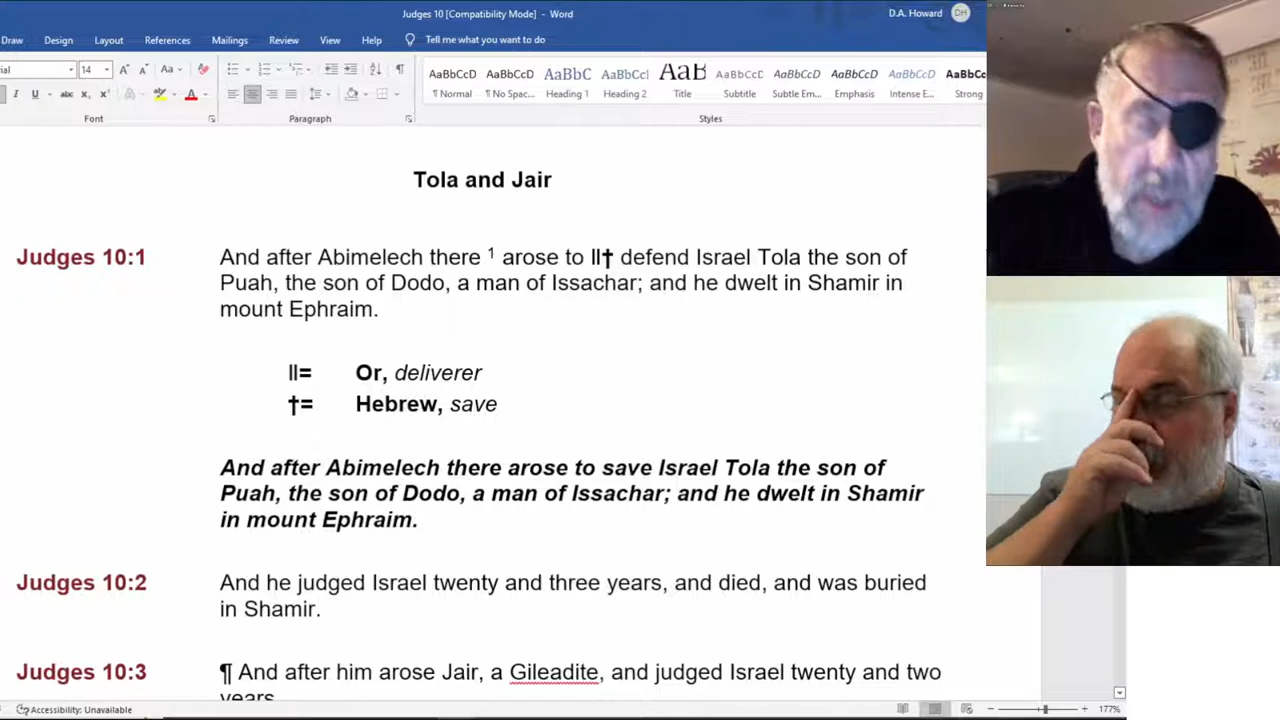 Judges 10 [Compatibility Mode] - Word
D.A. Howard DH
Draw Design Layout References Mailings Review View Help Tell me what you want to do
ial 14 Aa
U abc x x A A
AaBbCcD AaBbCcD AaBbC AaBbCcI AaB AaBbCcD AaBbCcD AaBbCcD AaBbCcD AaBbCc
¶ Normal ¶ No Spac... Heading 1 Heading 2 Title Subtitle Subtle Em... Emphasis Intense E... Strong
Font Paragraph Styles
Tola and Jair
Judges 10:1 And after Abimelech there 1 arose to ||† defend Israel Tola the son of
Puah, the son of Dodo, a man of Issachar; and he dwelt in Shamir in
mount Ephraim.
||= Or, deliverer
†= Hebrew, save
And after Abimelech there arose to save Israel Tola the son of
Puah, the son of Dodo, a man of Issachar; and he dwelt in Shamir
in mount Ephraim.
Judges 10:2 And he judged Israel twenty and three years, and died, and was buried
in Shamir.
Judges 10:3 ¶ And after him arose Jair, a Gileadite, and judged Israel twenty and two
years
Accessibility: Unavailable 177%